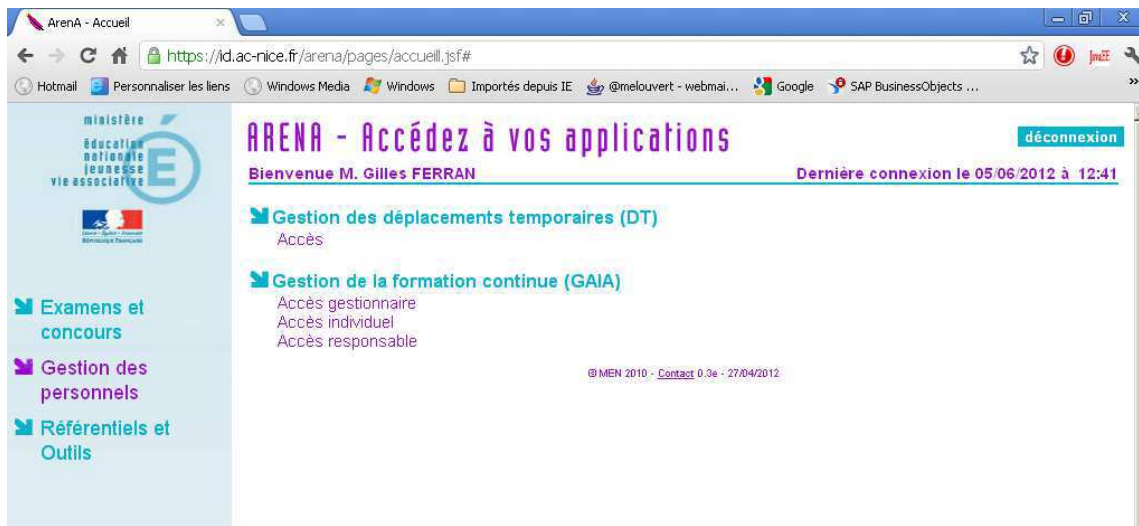 ArenA - Accueil
https://id.ac-nice.fr/arena/pages/accueill.jsf#
Hotmail Personnaliser les liens Windows Media Windows Importés depuis IE @melouvert - webmai... Google SAP BusinessObjects ... »
ministère
éducation
nationale
jeunesse
vie associative
ARENA - Accédez à vos applications
déconnexion
Bienvenue M. Gilles FERRAN
Dernière connexion le 05/06/2012 à 12:41
Gestion des déplacements temporaires (DT)
Accès
Gestion de la formation continue (GAIA)
Accès gestionnaire
Accès individuel
Accès responsable
Examens et
concours
Gestion des
personnels
Référentiels et
Outils
@ MEN 2010 - Contact 0.3e - 27/04/2012